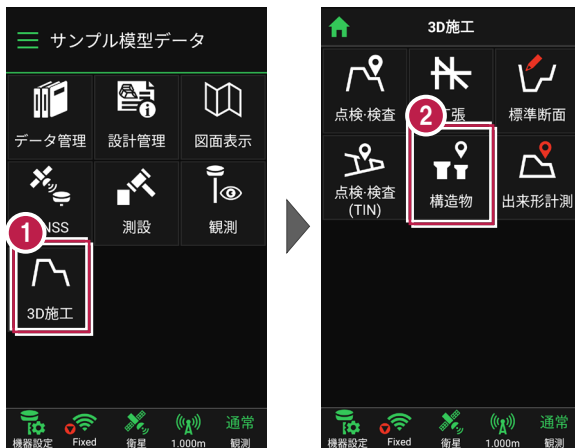 サンプル模型データ
データ管理
設計管理
図面表示
NSS
測設
観測
1
3D施工
機器設定
Fixed
衛星
1.000m
通常
観測
3D施工
点検·検査
2
張
標準断面
点検·検査
(TIN)
構造物
出来形計測
機器設定
Fixed
衛星
1.000m
通常
観測